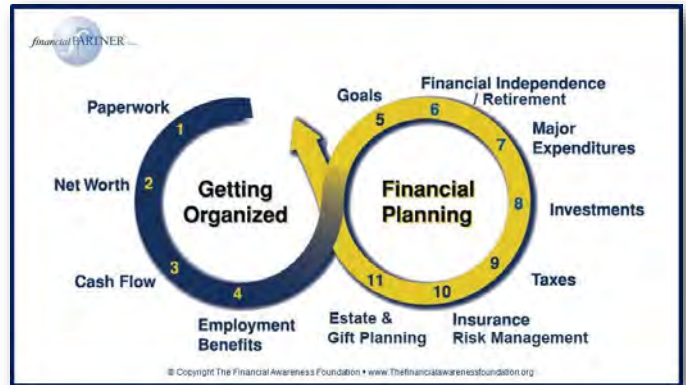 financial PARTNER
Paperwork
1
Net Worth
2
Cash Flow
3
Employment
Benefits
4
Getting
Organized
Goals
5
Financial Independence
/ Retirement
6
Major
Expenditures
7
Investments
8
Taxes
9
Insurance
Risk Management
10
Estate &
Gift Planning
11
Financial
Planning
© Copyright The Financial Awareness Foundation • www.Thefinancialawarenessfoundation.org